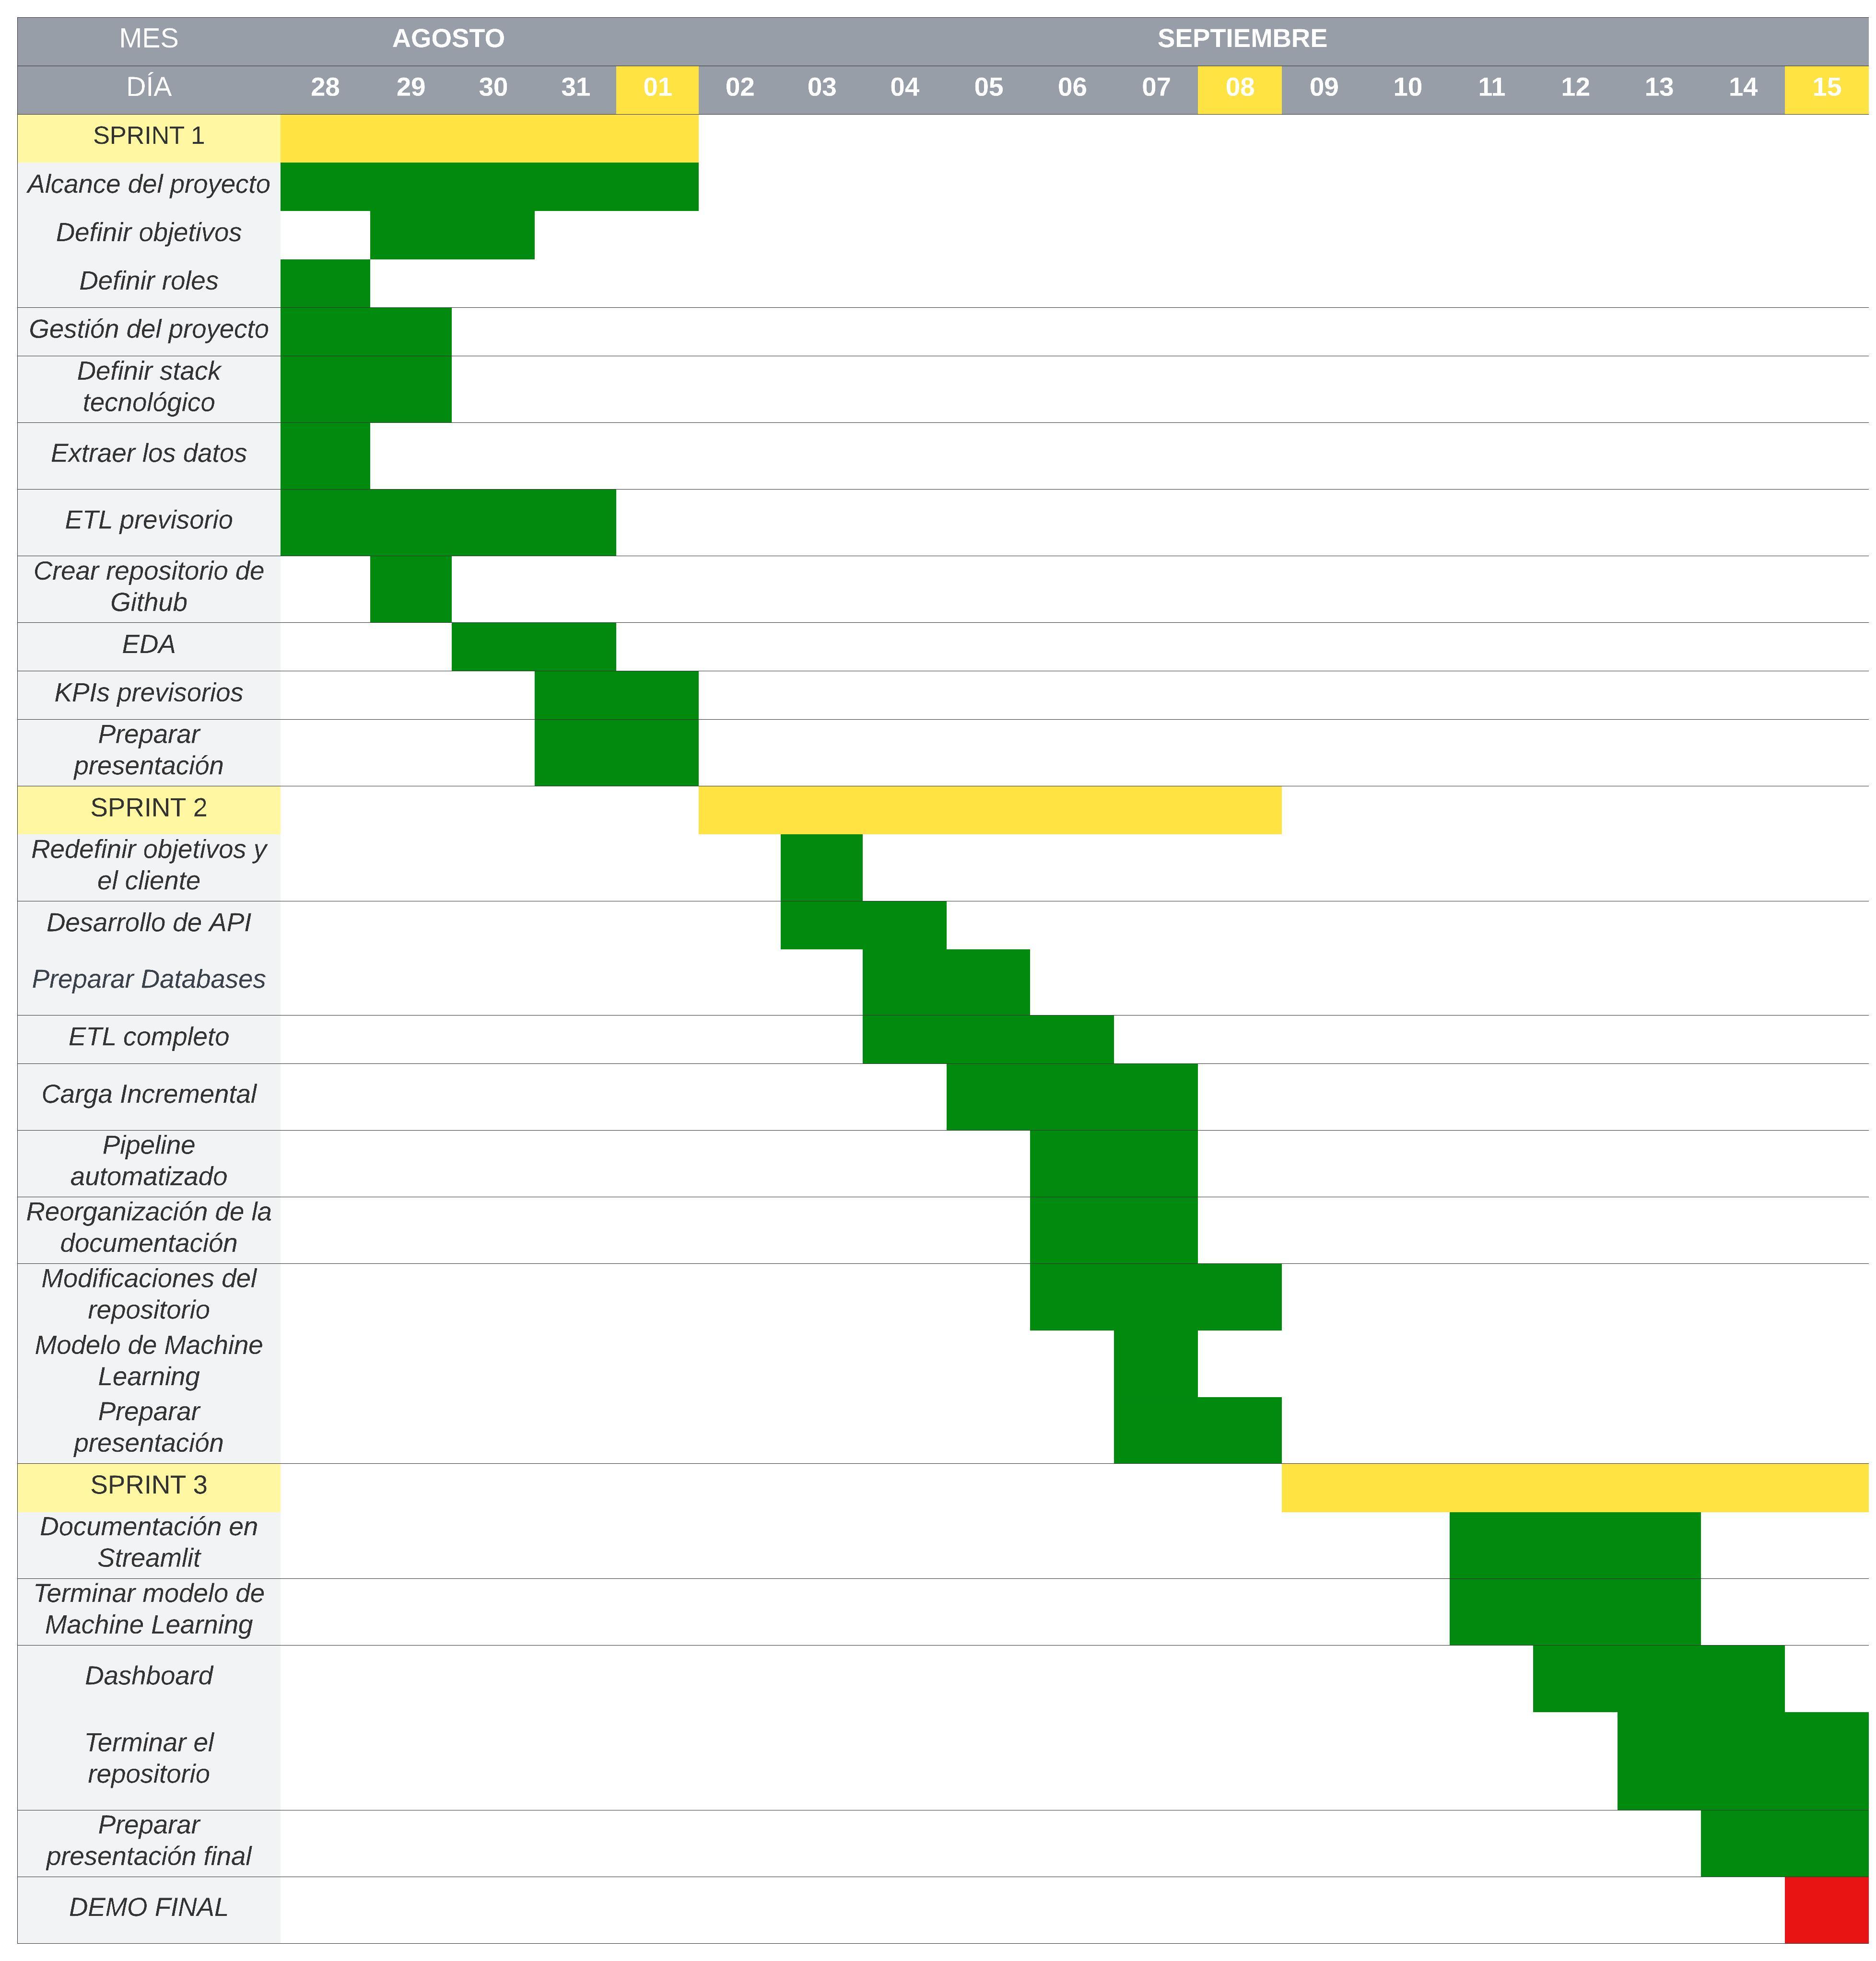 MES AGOSTO SEPTIEMBRE
DÍA 28 29 30 31 01 02 03 04 05 06 07 08 09 10 11 12 13 14 15
SPRINT 1
Alcance del proyecto
Definir objetivos
Definir roles
Gestión del proyecto
Definir stack
tecnológico
Extraer los datos
ETL previsorio
Crear repositorio de
Github
EDA
KPIs previsorios
Preparar
presentación
SPRINT 2
Redefinir objetivos y
el cliente
Desarrollo de API
Preparar Databases
ETL completo
Carga Incremental
Pipeline
automatizado
Reorganización de la
documentación
Modificaciones del
repositorio
Modelo de Machine
Learning
Preparar
presentación
SPRINT 3
Documentación en
Streamlit
Terminar modelo de
Machine Learning
Dashboard
Terminar el
repositorio
Preparar
presentación final
DEMO FINAL